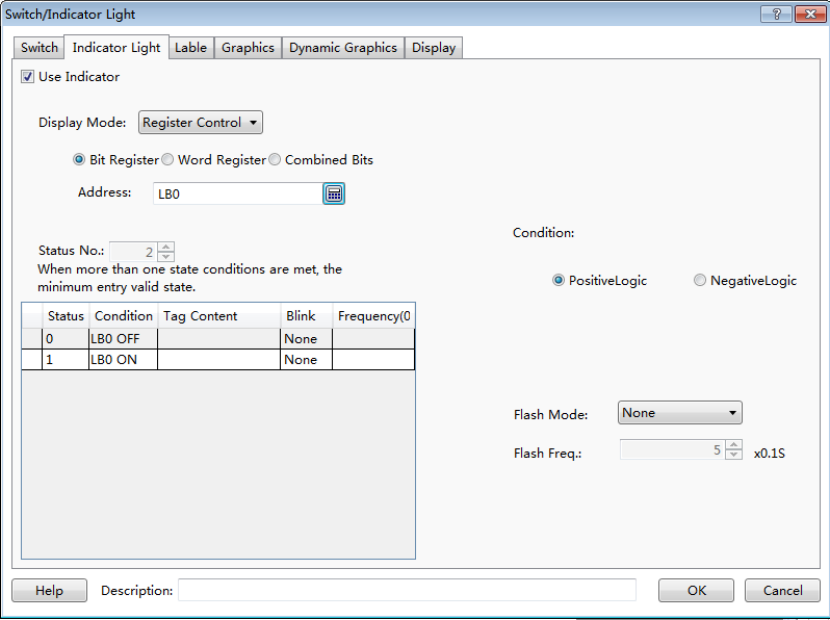 Switch/Indicator Light
Switch Indicator Light Lable Graphics Dynamic Graphics Display
Use Indicator
Display Mode: Register Control
Bit Register Word Register Combined Bits
Address: LB0
Condition:
Status No.: 2
When more than one state conditions are met, the
minimum entry valid state.
PositiveLogic NegativeLogic
Status Condition Tag Content Blink Frequency(0
0 LB0 OFF None
1 LB0 ON None
Flash Mode: None
Flash Freq.: 5 x0.1S
Help Description: OK Cancel